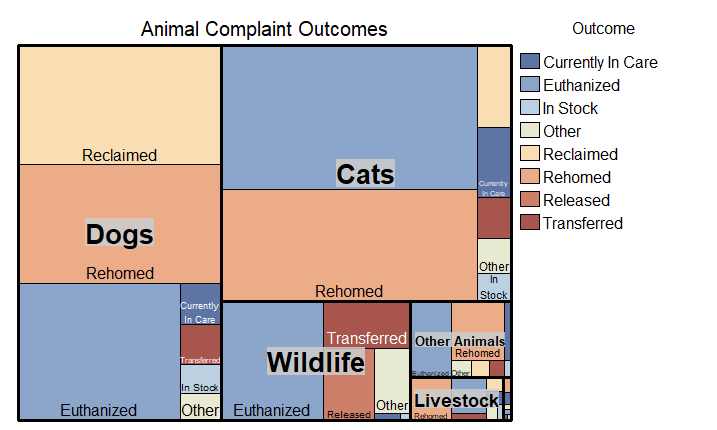 Animal Complaint Outcomes
Outcome
Currently In Care
Euthanized
In Stock
Other
Reclaimed
Rehomed
Released
Transferred
Reclaimed
Dogs
Rehomed
Euthanized
Currently
In Care
Transferred
In Stock
Other
Cats
Rehomed
Currently
In Care
Other
In
Stock
Wildlife
Euthanized
Transferred
Released
Other
Other Animals
Rehomed
Euthanized
Other
Livestock
Rehomed